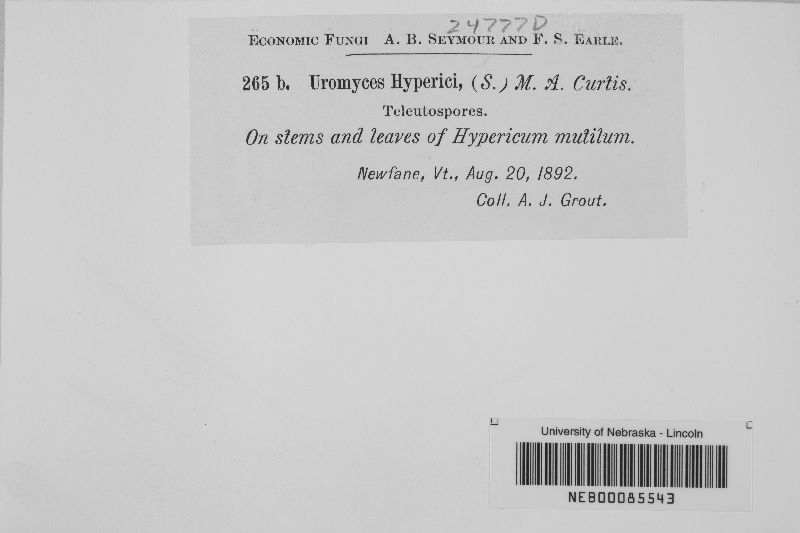 24777D
Economic Fungi A. B. Seymour and F. S. Earle.
265 b. Uromyces Hyperici, (S.) M. A. Curtis.
Teleutospores.
On stems and leaves of Hypericum mutilum.
Newfane, Vt., Aug. 20, 1892.
Coll. A. J. Grout.
University of Nebraska - Lincoln
NEB00085543